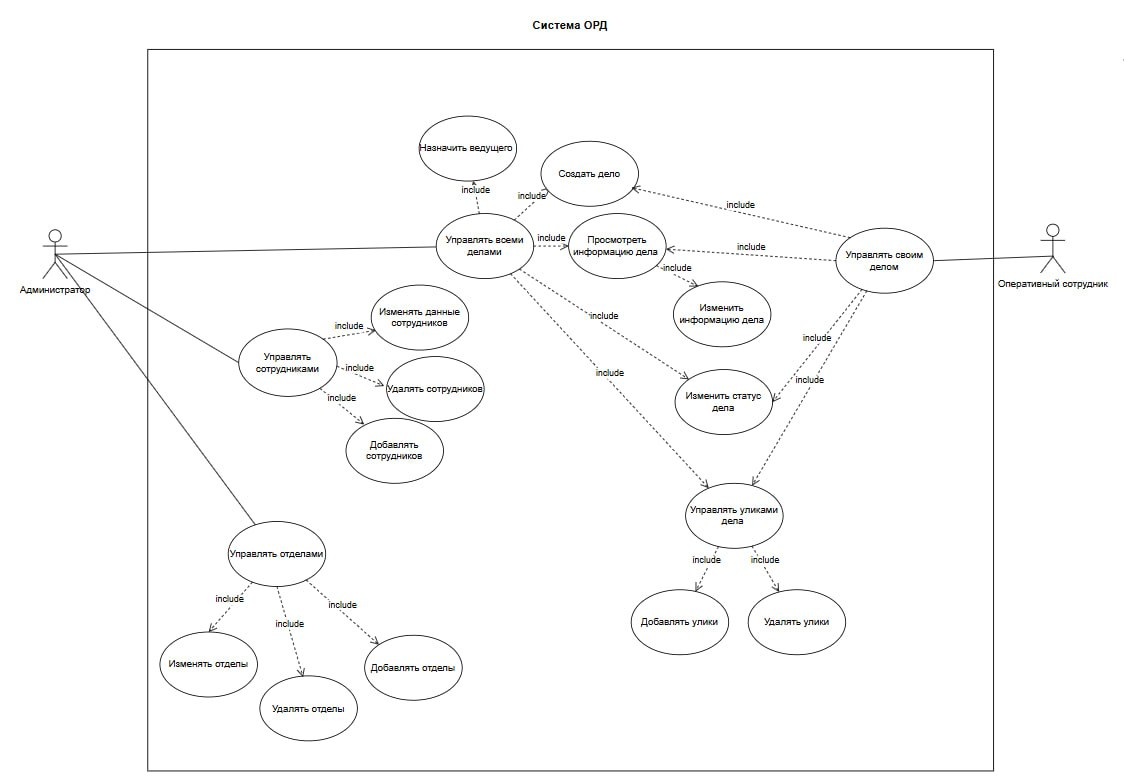 Система ОРД
Назначить ведущего
Создать дело
include
include
include
Управлять всеми
делами
include
Просмотреть
информацию дела
include
Управлять своим
делом
include
Администратор
Оперативный сотрудник
Изменить
информацию дела
Изменять данные
сотрудников
include
include
include
Управлять
сотрудниками
include
include
include
include
Удалять сотрудников
include
Изменить статус
дела
Добавлять
сотрудников
Управлять уликами
дела
Управлять отделами
include
include
include
include
include
Добавлять улики
Удалять улики
Изменять отделы
Добавлять отделы
Удалять отделы